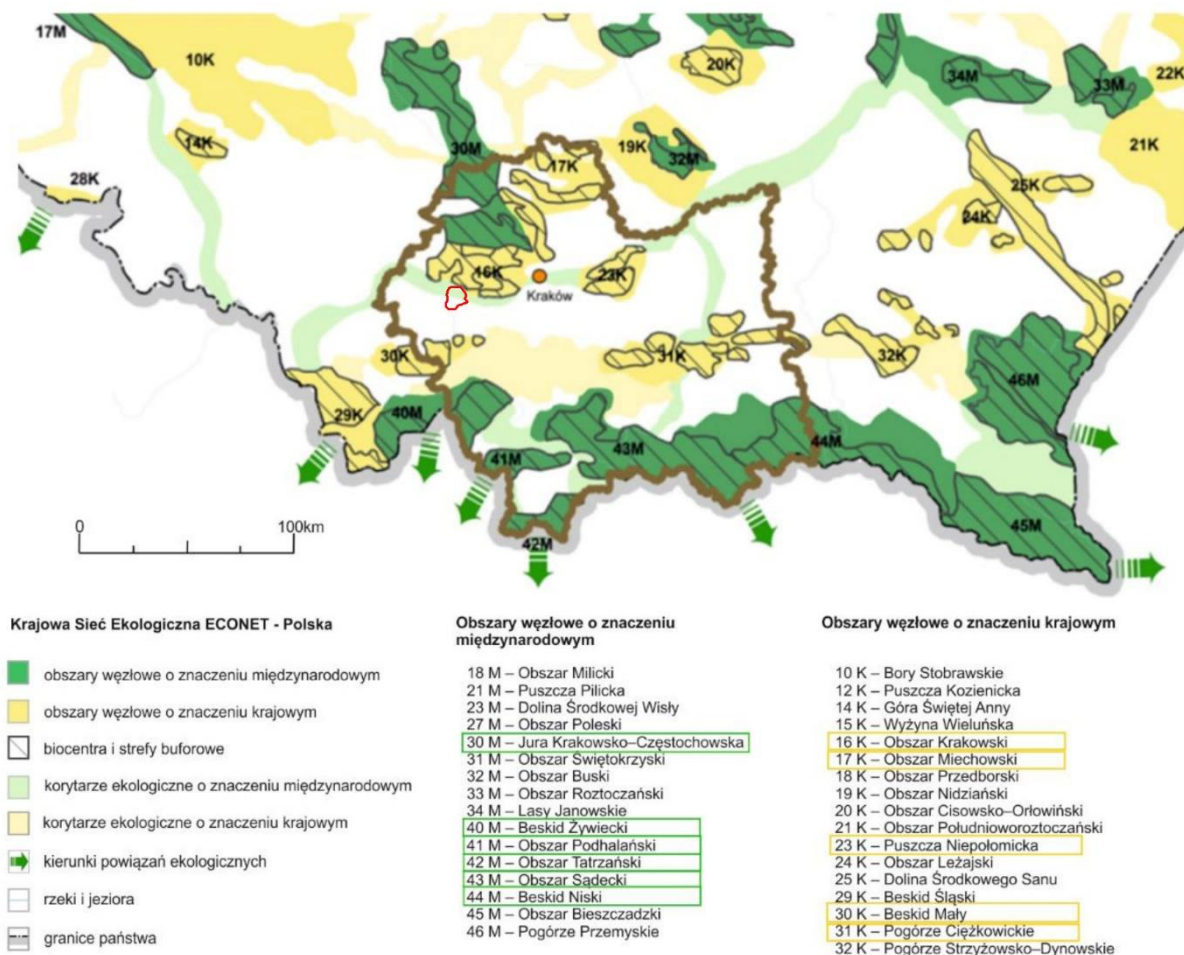 17M
10K
20K
34M
33M
22K
14K
30M
17K
19K
32M
21K
28K
25K
24K
16K
23K
Kraków
30K
31K
32K
46M
29K
40M
41M
43M
44M
45M
42M
0
100km
Krajowa Sieć Ekologiczna ECONET - Polska
obszary węzłowe o znaczeniu międzynarodowym
obszary węzłowe o znaczeniu krajowym
biocentra i strefy buforowe
korytarze ekologiczne o znaczeniu międzynarodowym
korytarze ekologiczne o znaczeniu krajowym
kierunki powiązań ekologicznych
rzeki i jeziora
granice państwa
Obszary węzłowe o znaczeniu
międzynarodowym
18 M – Obszar Milicki
21 M – Puszcza Pilicka
23 M – Dolina Środkowej Wisły
27 M – Obszar Poleski
30 M – Jura Krakowsko–Częstochowska
31 M – Obszar Świętokrzyski
32 M – Obszar Buski
33 M – Obszar Roztoczański
34 M – Lasy Janowskie
40 M – Beskid Żywiecki
41 M – Obszar Podhalański
42 M – Obszar Tatrzański
43 M – Obszar Sądecki
44 M – Beskid Niski
45 M – Obszar Bieszczadzki
46 M – Pogórze Przemyskie
Obszary węzłowe o znaczeniu krajowym
10 K – Bory Stobrawskie
12 K – Puszcza Kozienicka
14 K – Góra Świętej Anny
15 K – Wyżyna Wieluńska
16 K – Obszar Krakowski
17 K – Obszar Miechowski
18 K – Obszar Przedborski
19 K – Obszar Nidziański
20 K – Obszar Cisowsko–Orłowiński
21 K – Obszar Południoworoztoczański
23 K – Puszcza Niepołomicka
24 K – Obszar Leżajski
25 K – Dolina Środkowego Sanu
29 K – Beskid Śląski
30 K – Beskid Mały
31 K – Pogórze Ciężkowickie
32 K – Pogórze Strzyżowsko–Dynowskie